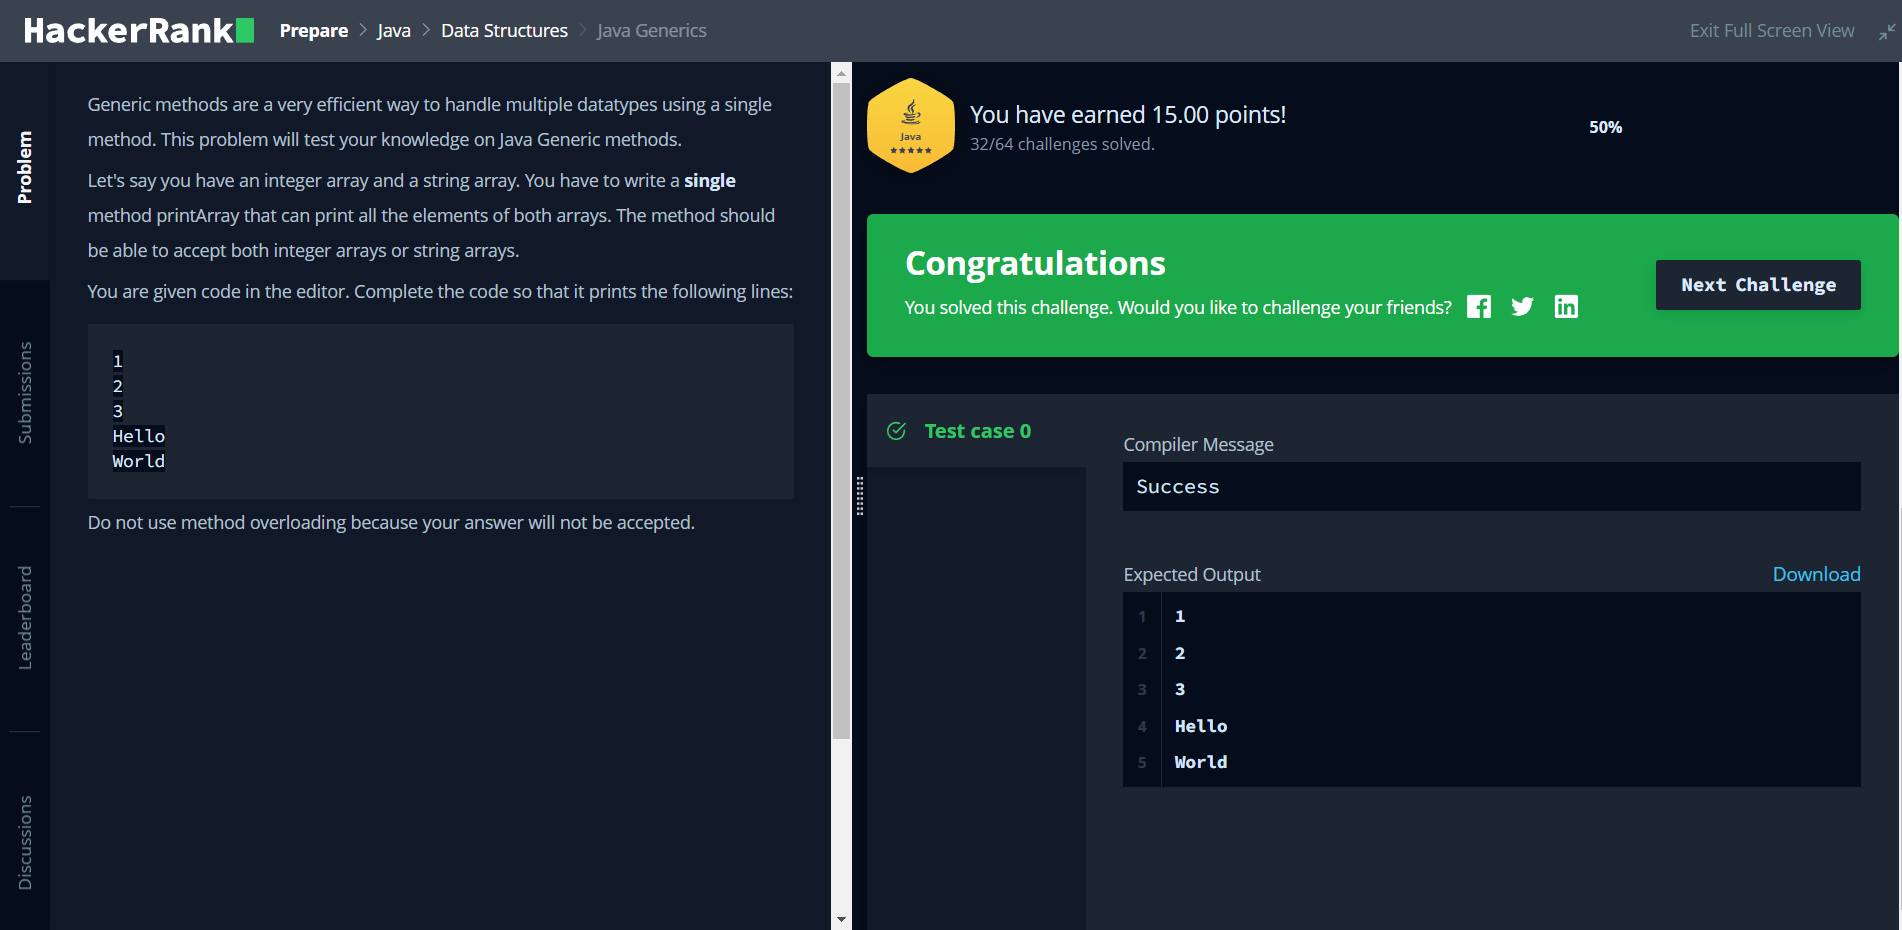 HackerRank
Prepare > Java > Data Structures > Java Generics
Exit Full Screen View
Problem
Submissions
Leaderboard
Discussions
Generic methods are a very efficient way to handle multiple datatypes using a single
method. This problem will test your knowledge on Java Generic methods.
Let's say you have an integer array and a string array. You have to write a single
method printArray that can print all the elements of both arrays. The method should
be able to accept both integer arrays or string arrays.
You are given code in the editor. Complete the code so that it prints the following lines:
1
2
3
Hello
World
Do not use method overloading because your answer will not be accepted.
Java
You have earned 15.00 points!
32/64 challenges solved.
50%
Congratulations
You solved this challenge. Would you like to challenge your friends?
Next Challenge
Test case 0
Compiler Message
Success
Expected Output
Download
1 1
2 2
3 3
4 Hello
5 World